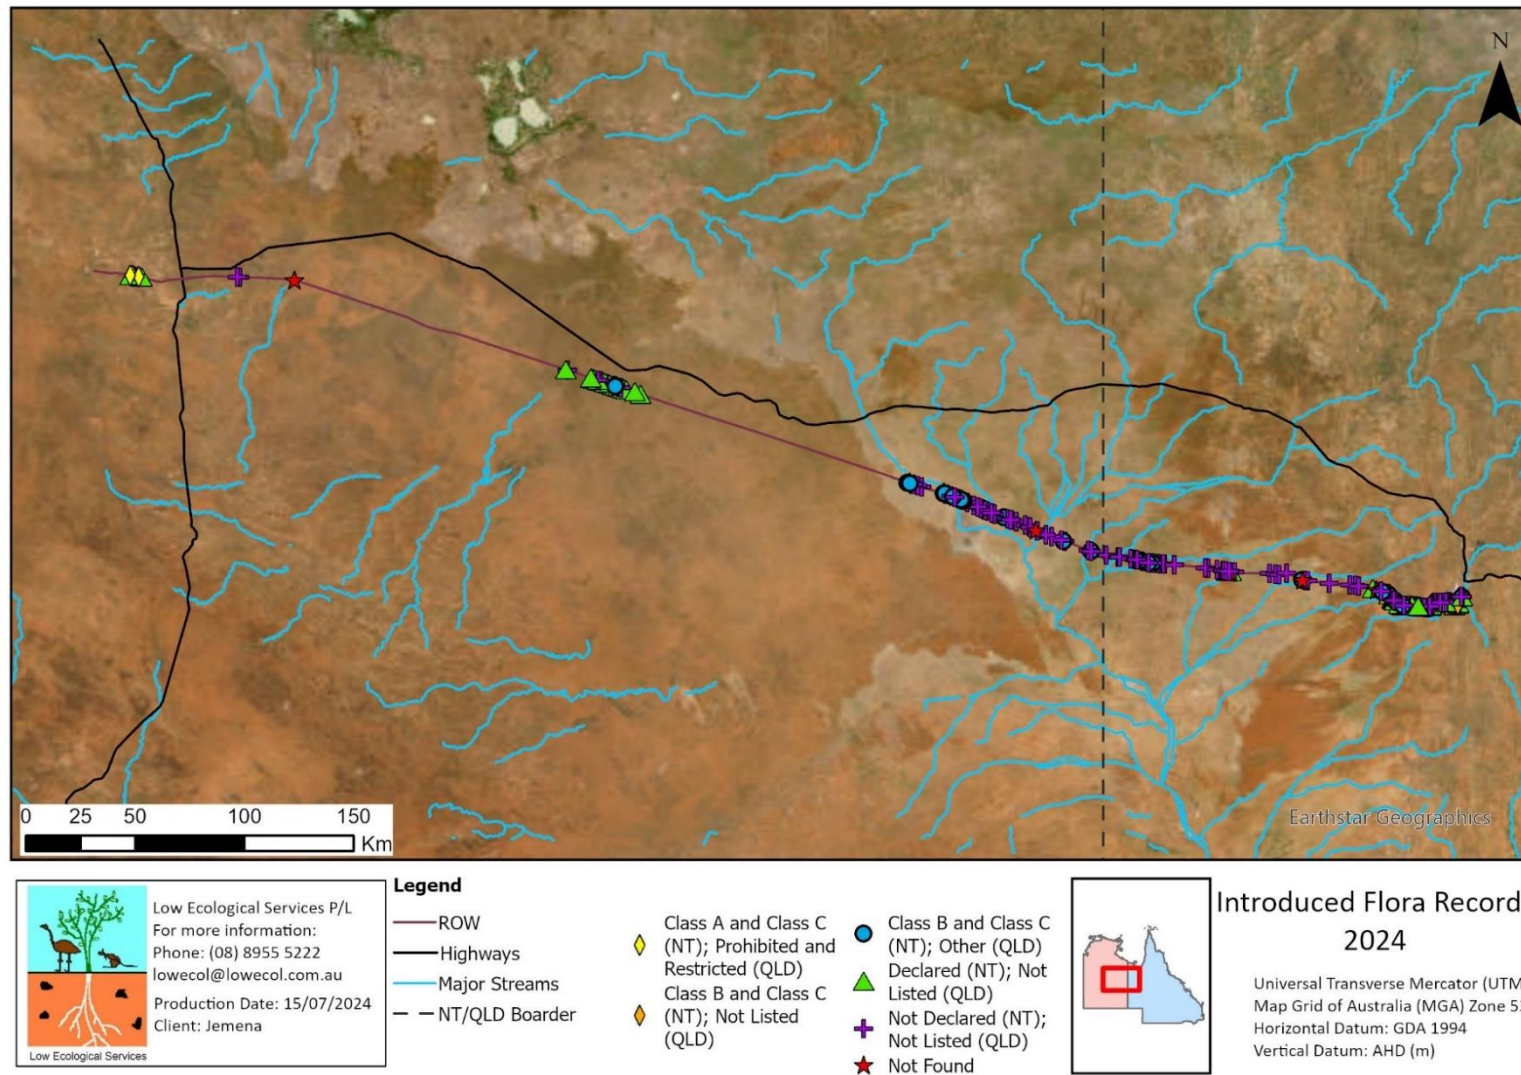 N
Earthstar Geographics
0 25 50 100 150
Km
Low Ecological Services P/L
For more information:
Phone: (08) 8955 5222
lowecol@lowecol.com.au
Production Date: 15/07/2024
Client: Jemena
Low Ecological Services
Legend
ROW
Highways
Major Streams
NT/QLD Boarder
Class A and Class C
(NT); Prohibited and
Restricted (QLD)
Class B and Class C
(NT); Not Listed
(QLD)
Class B and Class C
(NT); Other (QLD)
Declared (NT); Not
Listed (QLD)
Not Declared (NT);
Not Listed (QLD)
Not Found
Introduced Flora Record
2024
Universal Transverse Mercator (UTM
Map Grid of Australia (MGA) Zone
Horizontal Datum: GDA 1994
Vertical Datum: AHD (m)